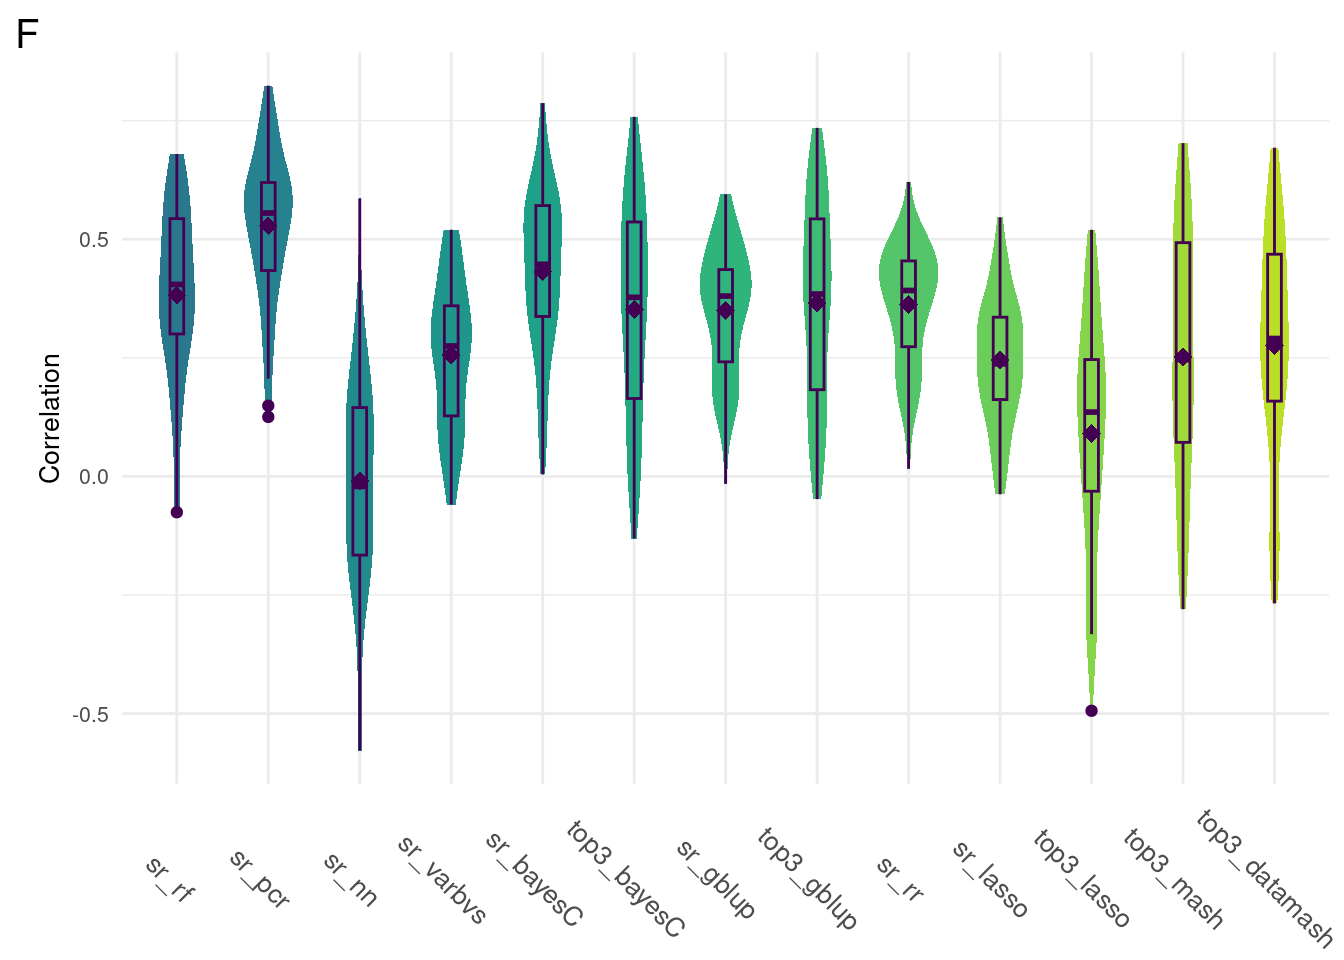 F
Correlation
0.5
0.0
-0.5
sr_rf
sr_pcr
sr_nn
sr_varbvs
sr_bayesC
top3_bayesC
sr_gblup
top3_gblup
sr_rr
sr_lasso
top3_lasso
top3_mash
top3_datamash